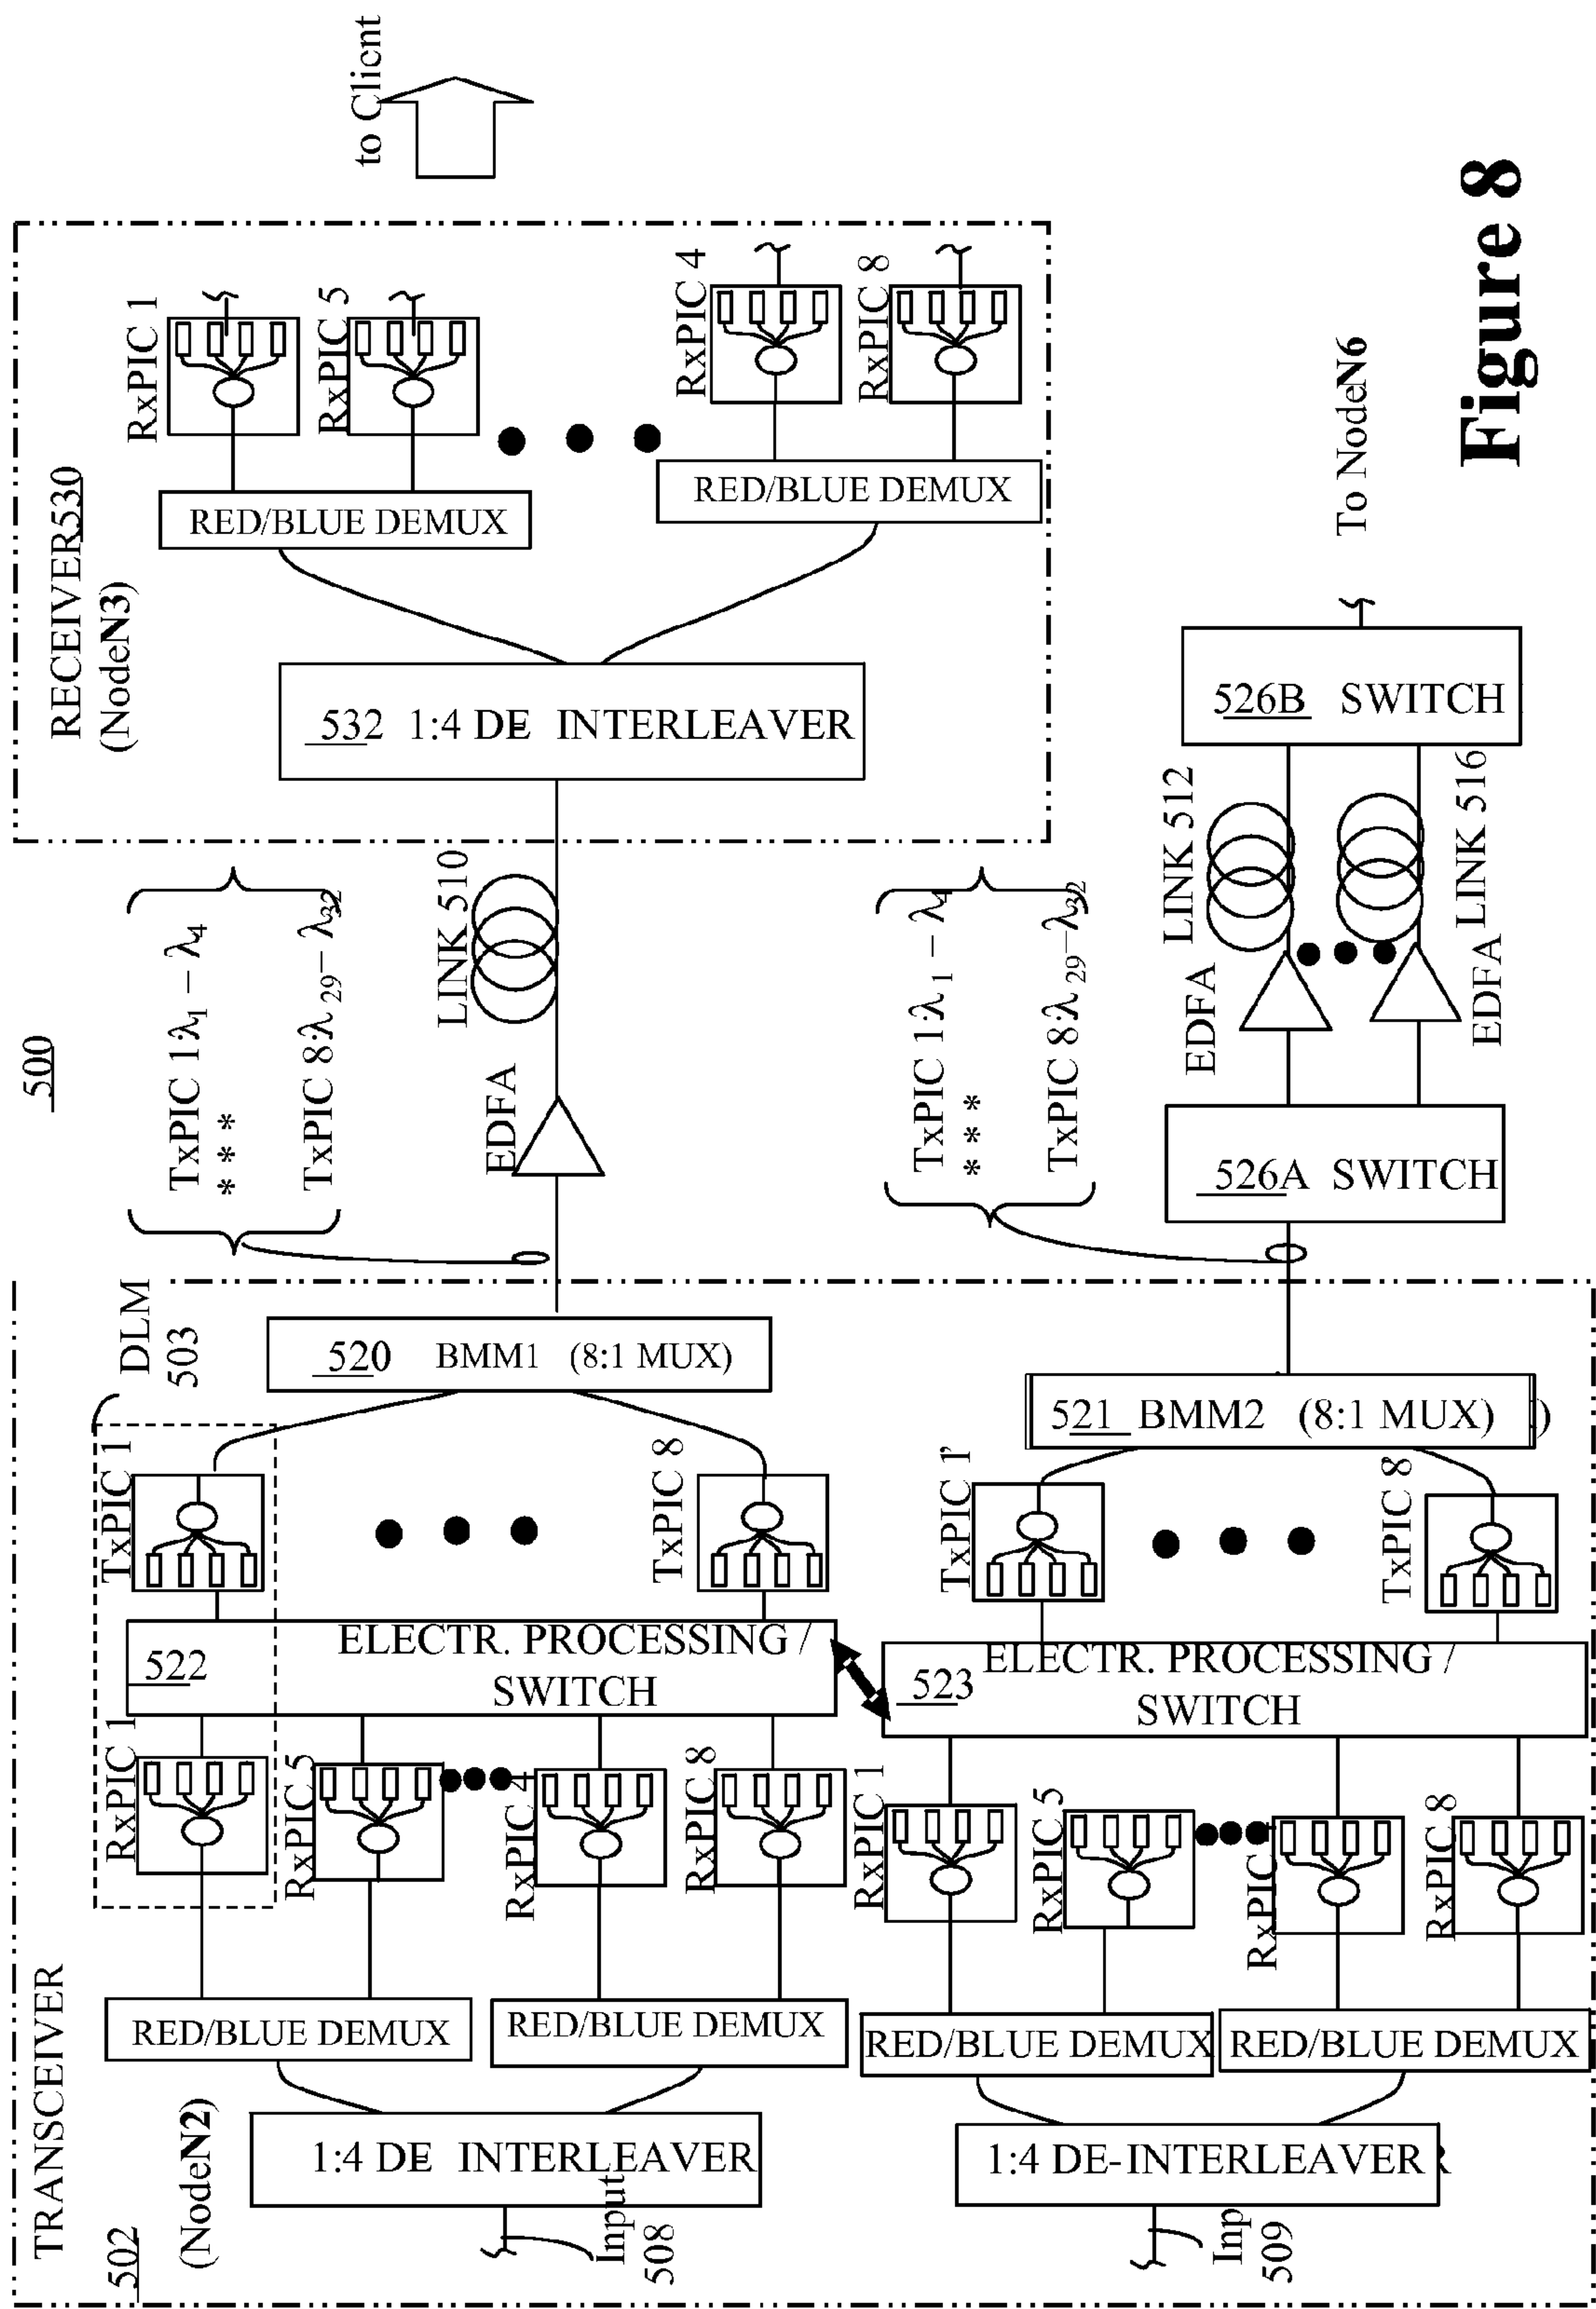 500
TRANSCEIVER
502
(NodeN2)
DLM
503
1:4 DE INTERLEAVER
Input
508
RED/BLUE DEMUX
RED/BLUE DEMUX
RxPIC 1
RxPIC 5
RxPIC 4
RxPIC 8
522
ELECTR. PROCESSING /
SWITCH
TxPIC 1
TxPIC 8
520 BMM1 (8:1 MUX)
TxPIC 1:λ1 – λ4
* * *
TxPIC 8:λ29– λ32
EDFA
LINK 510
RECEIVER530
(NodeN3)
532 1:4 DE INTERLEAVER
RED/BLUE DEMUX
RED/BLUE DEMUX
RxPIC 1
RxPIC 5
RxPIC 4
RxPIC 8
to Client
1:4 DE-INTERLEAVER
Inp
509
RED/BLUE DEMUX
RED/BLUE DEMUX
RxPIC 1
RxPIC 5
RxPIC
RxPIC 8
523
ELECTR. PROCESSING /
SWITCH
TxPIC 1'
TxPIC 8'
521 BMM2 (8:1 MUX)
TxPIC 1:λ1 – λ4
* * *
TxPIC 8:λ29–λ32
526A SWITCH
EDFA
EDFA
LINK 512
LINK 516
526B SWITCH
To NodeN6
Figure 8